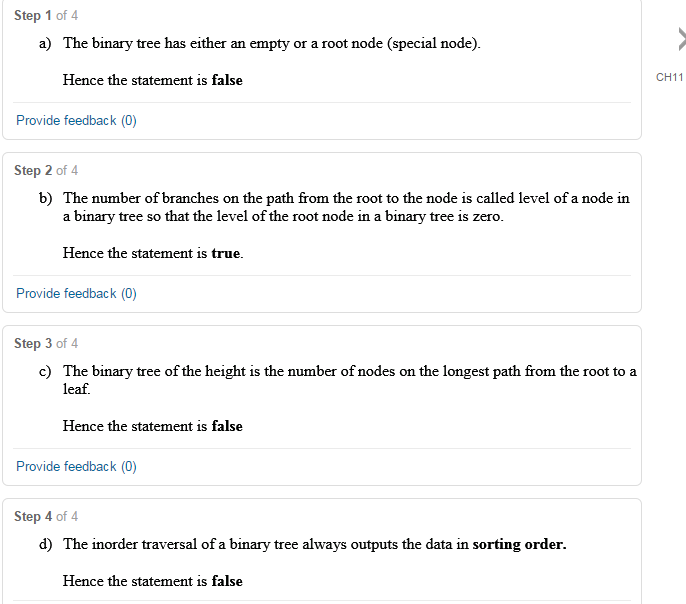 Step 1 of 4
a) The binary tree has either an empty or a root node (special node).
Hence the statement is false
Provide feedback (0)
CH11
Step 2 of 4
b) The number of branches on the path from the root to the node is called level of a node in
a binary tree so that the level of the root node in a binary tree is zero.
Hence the statement is true.
Provide feedback (0)
Step 3 of 4
c) The binary tree of the height is the number of nodes on the longest path from the root to a
leaf.
Hence the statement is false
Provide feedback (0)
Step 4 of 4
d) The inorder traversal of a binary tree always outputs the data in sorting order.
Hence the statement is false